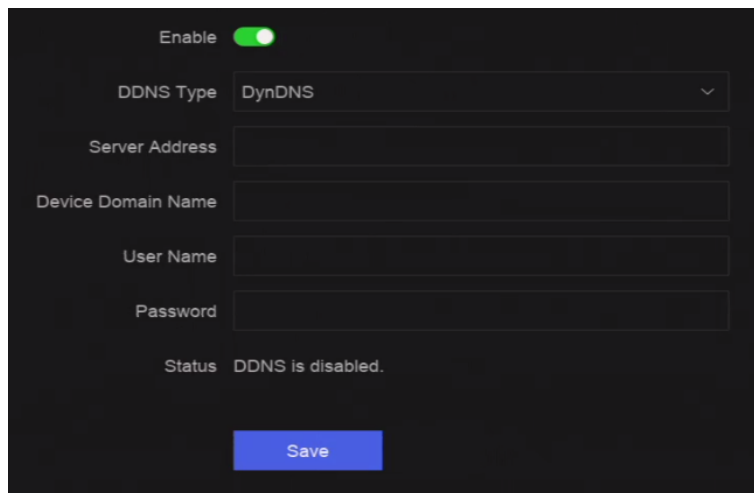 Enable
DDNS Type DynDNS
Server Address
Device Domain Name
User Name
Password
Status DDNS is disabled.
Save